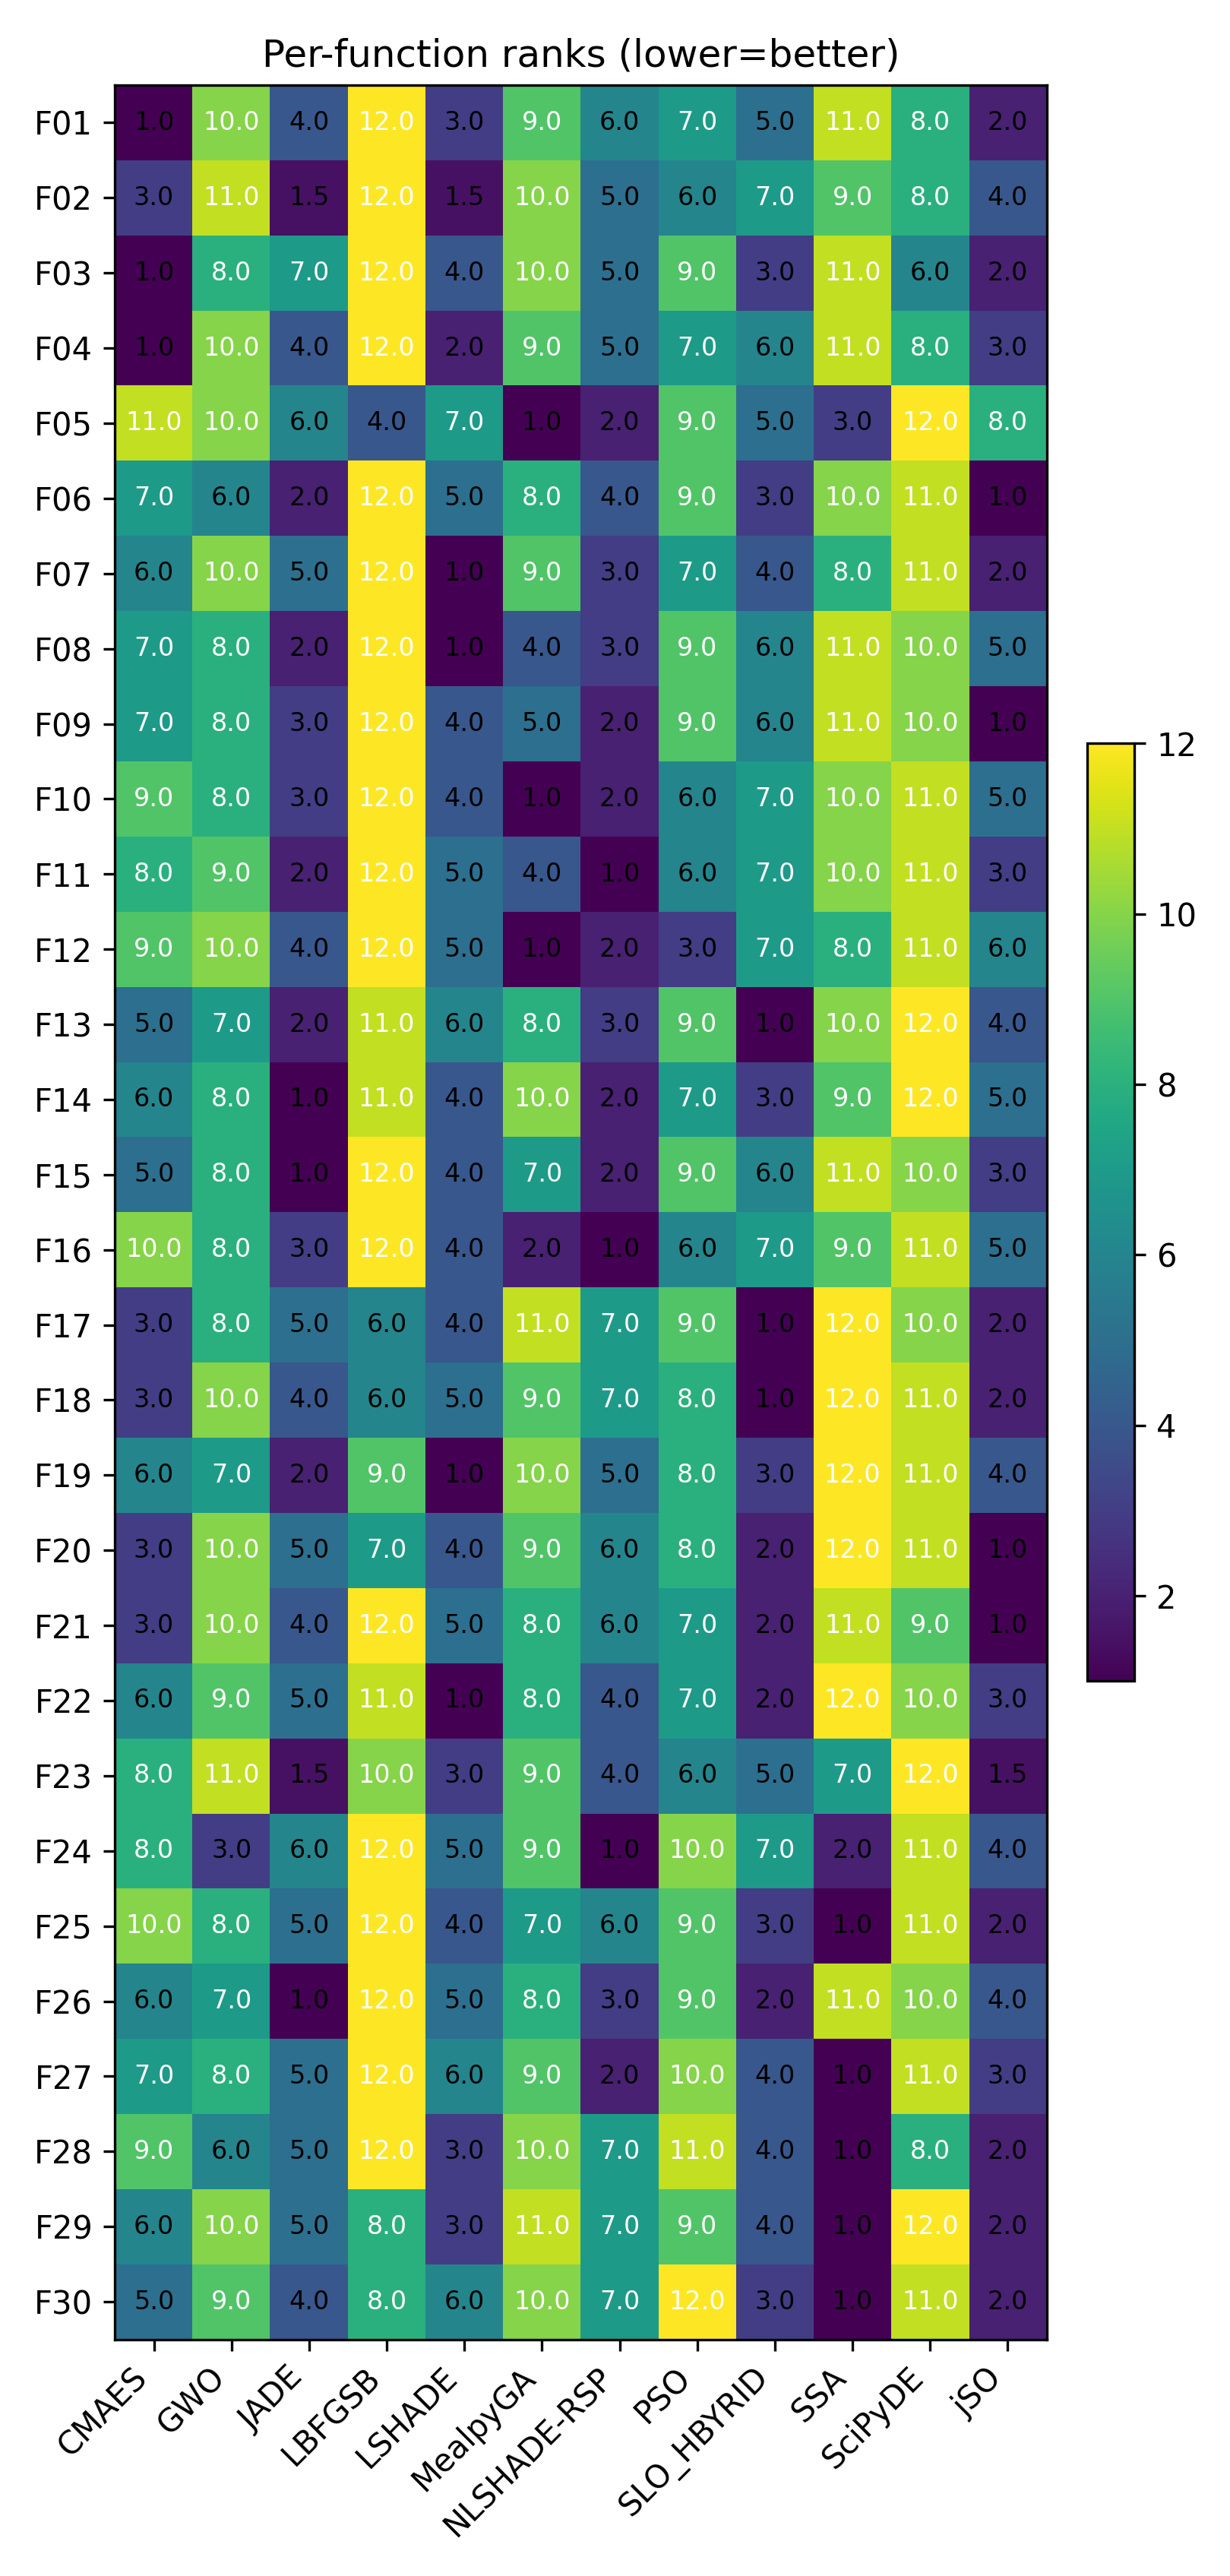 Per-function ranks (lower=better)
F01 1.0 10.0 4.0 12.0 3.0 9.0 6.0 7.0 5.0 11.0 8.0 2.0
F02 3.0 11.0 1.5 12.0 1.5 10.0 5.0 6.0 7.0 9.0 8.0 4.0
F03 1.0 8.0 7.0 12.0 4.0 10.0 5.0 9.0 3.0 11.0 6.0 2.0
F04 1.0 10.0 4.0 12.0 2.0 9.0 5.0 7.0 6.0 11.0 8.0 3.0
F05 11.0 10.0 6.0 4.0 7.0 1.0 2.0 9.0 5.0 3.0 12.0 8.0
F06 7.0 6.0 2.0 12.0 5.0 8.0 4.0 9.0 3.0 10.0 11.0 1.0
F07 6.0 10.0 5.0 12.0 1.0 9.0 3.0 7.0 4.0 8.0 11.0 2.0
F08 7.0 8.0 2.0 12.0 1.0 4.0 3.0 9.0 6.0 11.0 10.0 5.0
F09 7.0 8.0 3.0 12.0 4.0 5.0 2.0 9.0 6.0 11.0 10.0 1.0
F10 9.0 8.0 3.0 12.0 4.0 1.0 2.0 6.0 7.0 10.0 11.0 5.0
F11 8.0 9.0 2.0 12.0 5.0 4.0 1.0 6.0 7.0 10.0 11.0 3.0
F12 9.0 10.0 4.0 12.0 5.0 1.0 2.0 3.0 7.0 8.0 11.0 6.0
F13 5.0 7.0 2.0 11.0 6.0 8.0 3.0 9.0 1.0 10.0 12.0 4.0
F14 6.0 8.0 1.0 11.0 4.0 10.0 2.0 7.0 3.0 9.0 12.0 5.0
F15 5.0 8.0 1.0 12.0 4.0 7.0 2.0 9.0 6.0 11.0 10.0 3.0
F16 10.0 8.0 3.0 12.0 4.0 2.0 1.0 6.0 7.0 9.0 11.0 5.0
F17 3.0 8.0 5.0 6.0 4.0 11.0 7.0 9.0 1.0 12.0 10.0 2.0
F18 3.0 10.0 4.0 6.0 5.0 9.0 7.0 8.0 1.0 12.0 11.0 2.0
F19 6.0 7.0 2.0 9.0 1.0 10.0 5.0 8.0 3.0 12.0 11.0 4.0
F20 3.0 10.0 5.0 7.0 4.0 9.0 6.0 8.0 2.0 12.0 11.0 1.0
F21 3.0 10.0 4.0 12.0 5.0 8.0 6.0 7.0 2.0 11.0 9.0 1.0
F22 6.0 9.0 5.0 11.0 1.0 8.0 4.0 7.0 2.0 12.0 10.0 3.0
F23 8.0 11.0 1.5 10.0 3.0 9.0 4.0 6.0 5.0 7.0 12.0 1.5
F24 8.0 3.0 6.0 12.0 5.0 9.0 1.0 10.0 7.0 2.0 11.0 4.0
F25 10.0 8.0 5.0 12.0 4.0 7.0 6.0 9.0 3.0 1.0 11.0 2.0
F26 6.0 7.0 1.0 12.0 5.0 8.0 3.0 9.0 2.0 11.0 10.0 4.0
F27 7.0 8.0 5.0 12.0 6.0 9.0 2.0 10.0 4.0 1.0 11.0 3.0
F28 9.0 6.0 5.0 12.0 3.0 10.0 7.0 11.0 4.0 1.0 8.0 2.0
F29 6.0 10.0 5.0 8.0 3.0 11.0 7.0 9.0 4.0 1.0 12.0 2.0
F30 5.0 9.0 4.0 8.0 6.0 10.0 7.0 12.0 3.0 1.0 11.0 2.0
CMAES GWO JADE LBFGSB LSHADE MealpyGA NLSHADE-RSP PSO SLO_HBYRID SSA SciPyDE jSO
12
10
8
6
4
2